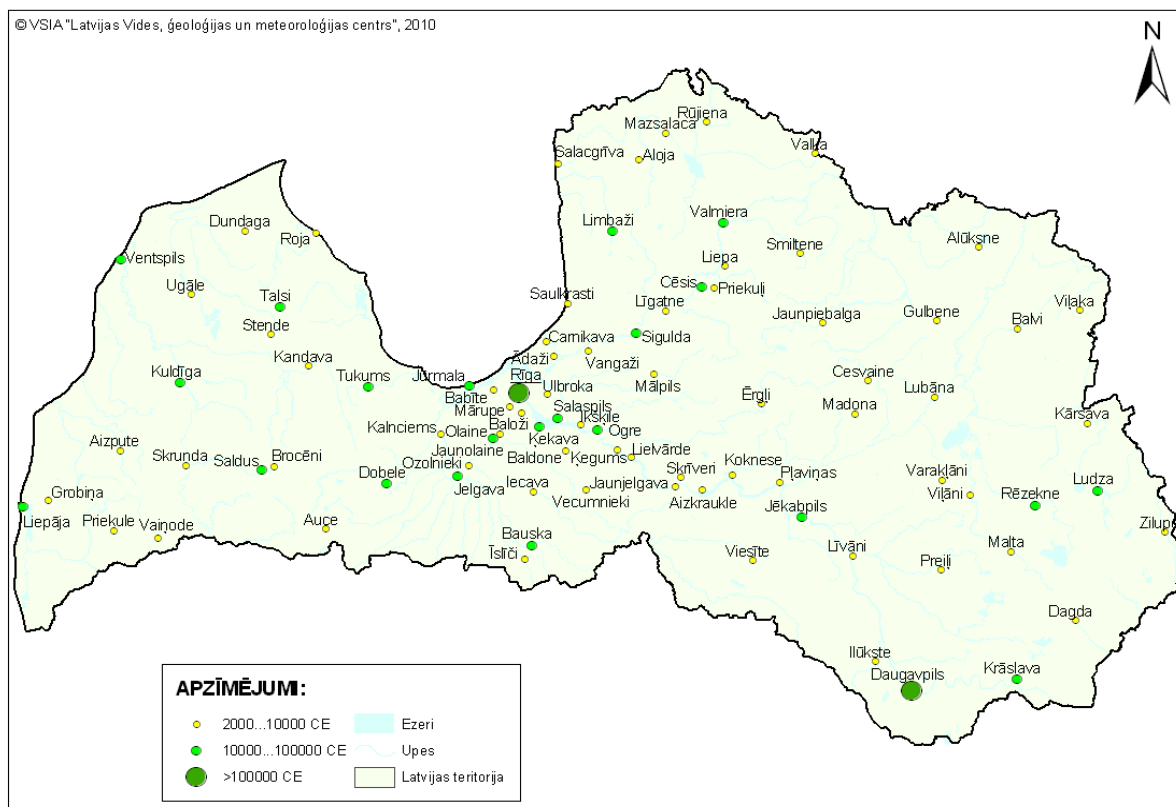 © VSIA "Latvijas Vides, ģeoloģijas un meteoroloģijas centrs", 2010
N
Rūjiena
Mazsalaca
Salacgrīva
Aloja
Valka
Limbaži
Valmiera
Dundaga
Roja
Smiltene
Alūksne
Ventspils
Liepa
Ugāle
Cēsis
Priekuļi
Talsi
Saulkrasti
Līgatne
Jaunpiebalga
Gulbene
Viļaka
Balvi
Stende
Carnikava
Sigulda
Kandava
Ādaži
Vangaži
Kuldīga
Tukums
Jūrmala
Rīga
Mālpils
Cesvaine
Babīte
Ulbroka
Ērgļi
Lubāna
Mārupe
Salaspils
Madona
Kārsava
Kalnciems
Olaine
Baloži
Ikšķile
Ogre
Aizpute
Ķekava
Skrunda
Saldus
Brocēni
Jaunolaine
Baldone
Ķegums
Lielvārde
Dobele
Ozolnieki
Skrīveri
Koknese
Pļaviņas
Varakļāni
Ludza
Grobiņa
Jelgava
Iecava
Jaunjelgava
Viļāni
Rēzekne
Vecumnieki
Aizkraukle
Liepāja
Priekule
Vaiņode
Auce
Jēkabpils
Bauska
Zilupe
Īslīči
Viesīte
Līvāni
Preiļi
Malta
Dagda
Ilūkste
Daugavpils
Krāslava
APZĪMĒJUMI:
2000...10000 CE
Ezeri
10000...100000 CE
Upes
>100000 CE
Latvijas teritorija